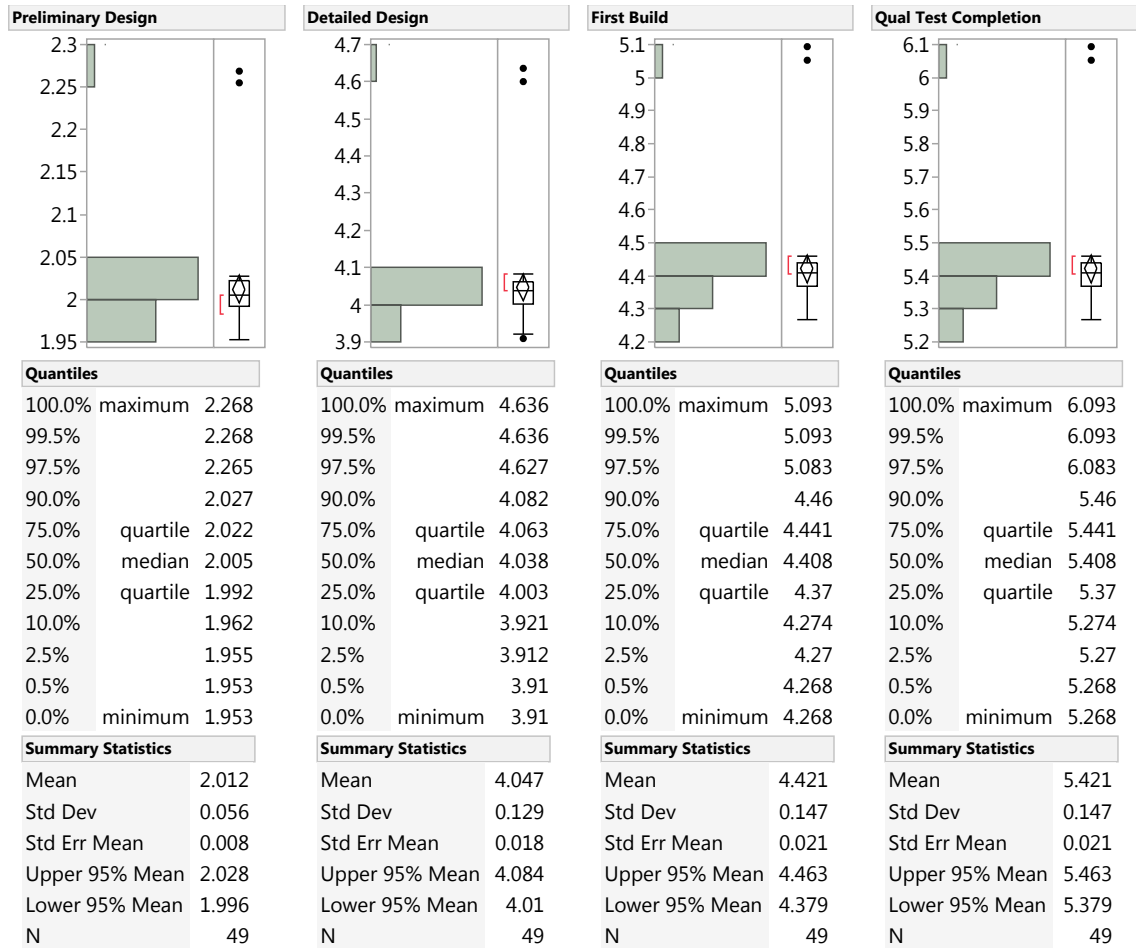 Preliminary Design
2.3
2.25
2.2
2.15
2.1
2.05
2
1.95
Quantiles
100.0% maximum 2.268
99.5% 2.268
97.5% 2.265
90.0% 2.027
75.0% quartile 2.022
50.0% median 2.005
25.0% quartile 1.992
10.0% 1.962
2.5% 1.955
0.5% 1.953
0.0% minimum 1.953
Summary Statistics
Mean 2.012
Std Dev 0.056
Std Err Mean 0.008
Upper 95% Mean 2.028
Lower 95% Mean 1.996
N 49
Detailed Design
4.7
4.6
4.5
4.4
4.3
4.2
4.1
4
3.9
Quantiles
100.0% maximum 4.636
99.5% 4.636
97.5% 4.627
90.0% 4.082
75.0% quartile 4.063
50.0% median 4.038
25.0% quartile 4.003
10.0% 3.921
2.5% 3.912
0.5% 3.91
0.0% minimum 3.91
Summary Statistics
Mean 4.047
Std Dev 0.129
Std Err Mean 0.018
Upper 95% Mean 4.084
Lower 95% Mean 4.01
N 49
First Build
5.1
5
4.9
4.8
4.7
4.6
4.5
4.4
4.3
4.2
Quantiles
100.0% maximum 5.093
99.5% 5.093
97.5% 5.083
90.0% 4.46
75.0% quartile 4.441
50.0% median 4.408
25.0% quartile 4.37
10.0% 4.274
2.5% 4.27
0.5% 4.268
0.0% minimum 4.268
Summary Statistics
Mean 4.421
Std Dev 0.147
Std Err Mean 0.021
Upper 95% Mean 4.463
Lower 95% Mean 4.379
N 49
Qual Test Completion
6.1
6
5.9
5.8
5.7
5.6
5.5
5.4
5.3
5.2
Quantiles
100.0% maximum 6.093
99.5% 6.093
97.5% 6.083
90.0% 5.46
75.0% quartile 5.441
50.0% median 5.408
25.0% quartile 5.37
10.0% 5.274
2.5% 5.27
0.5% 5.268
0.0% minimum 5.268
Summary Statistics
Mean 5.421
Std Dev 0.147
Std Err Mean 0.021
Upper 95% Mean 5.463
Lower 95% Mean 5.379
N 49